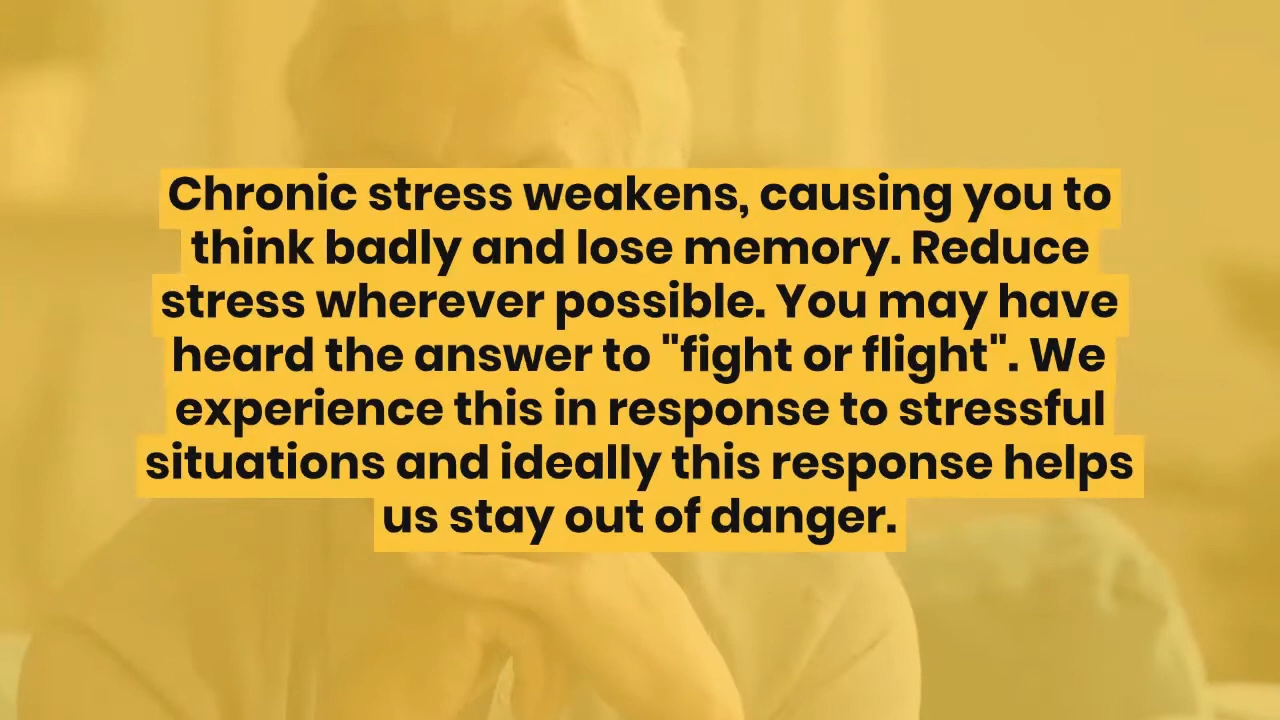 Chronic stress weakens, causing you to
think badly and lose memory. Reduce
stress wherever possible. You may have
heard the answer to "fight or flight". We
experience this in response to stressful
situations and ideally this response helps
us stay out of danger.